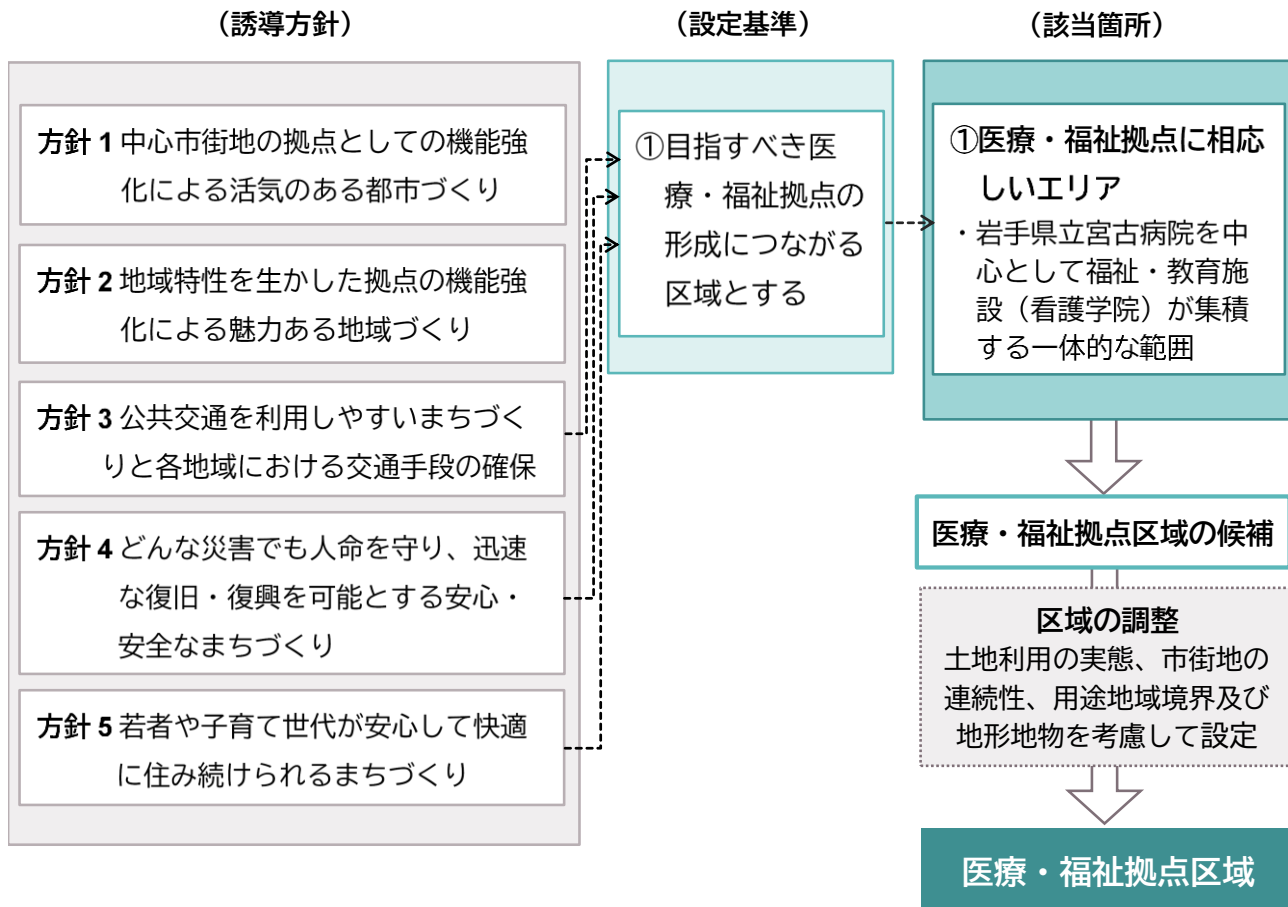 （誘導方針）
方針 1 中心市街地の拠点としての機能強
化による活気のある都市づくり
方針 2 地域特性を生かした拠点の機能強
化による魅力ある地域づくり
方針 3 公共交通を利用しやすいまちづく
りと各地域における交通手段の確保
方針 4 どんな災害でも人命を守り、迅速
な復旧・復興を可能とする安心・
安全なまちづくり
方針 5 若者や子育て世代が安心して快適
に住み続けられるまちづくり
（設定基準）
①目指すべき医
療・福祉拠点の
形成につながる
区域とする
（該当箇所）
①医療・福祉拠点に相応
しいエリア
・岩手県立宮古病院を中
心として福祉・教育施
設（看護学院）が集積
する一体的な範囲
医療・福祉拠点区域の候補
区域の調整
土地利用の実態、市街地の
連続性、用途地域境界及び
地形地物を考慮して設定
医療・福祉拠点区域